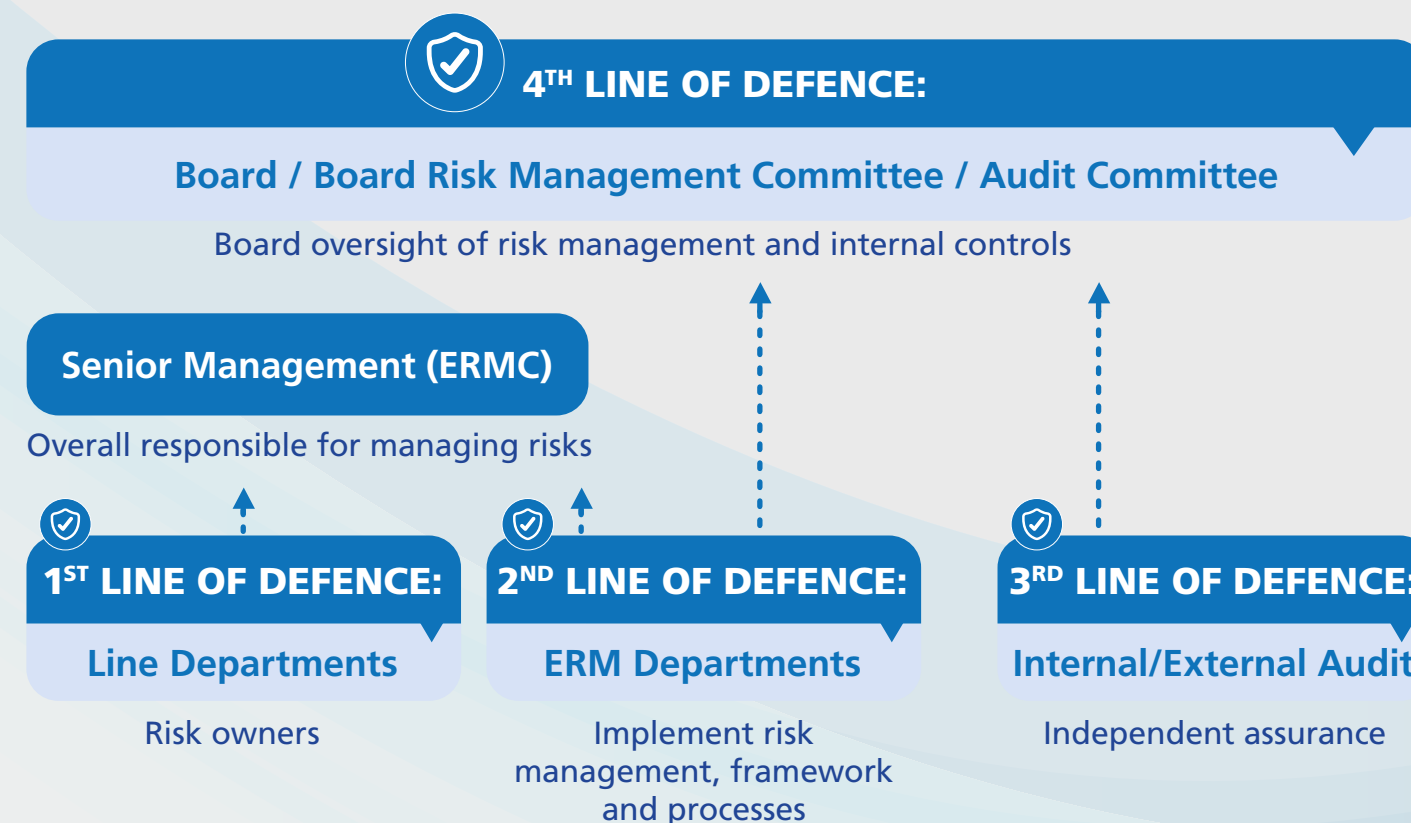 4TH LINE OF DEFENCE:
Board / Board Risk Management Committee / Audit Committee
Board oversight of risk management and internal controls
Senior Management (ERMC)
Overall responsible for managing risks
1ST LINE OF DEFENCE:
Line Departments
Risk owners
2ND LINE OF DEFENCE:
ERM Departments
Implement risk
management, framework
and processes
3RD LINE OF DEFENCE:
Internal/External Audit
Independent assurance